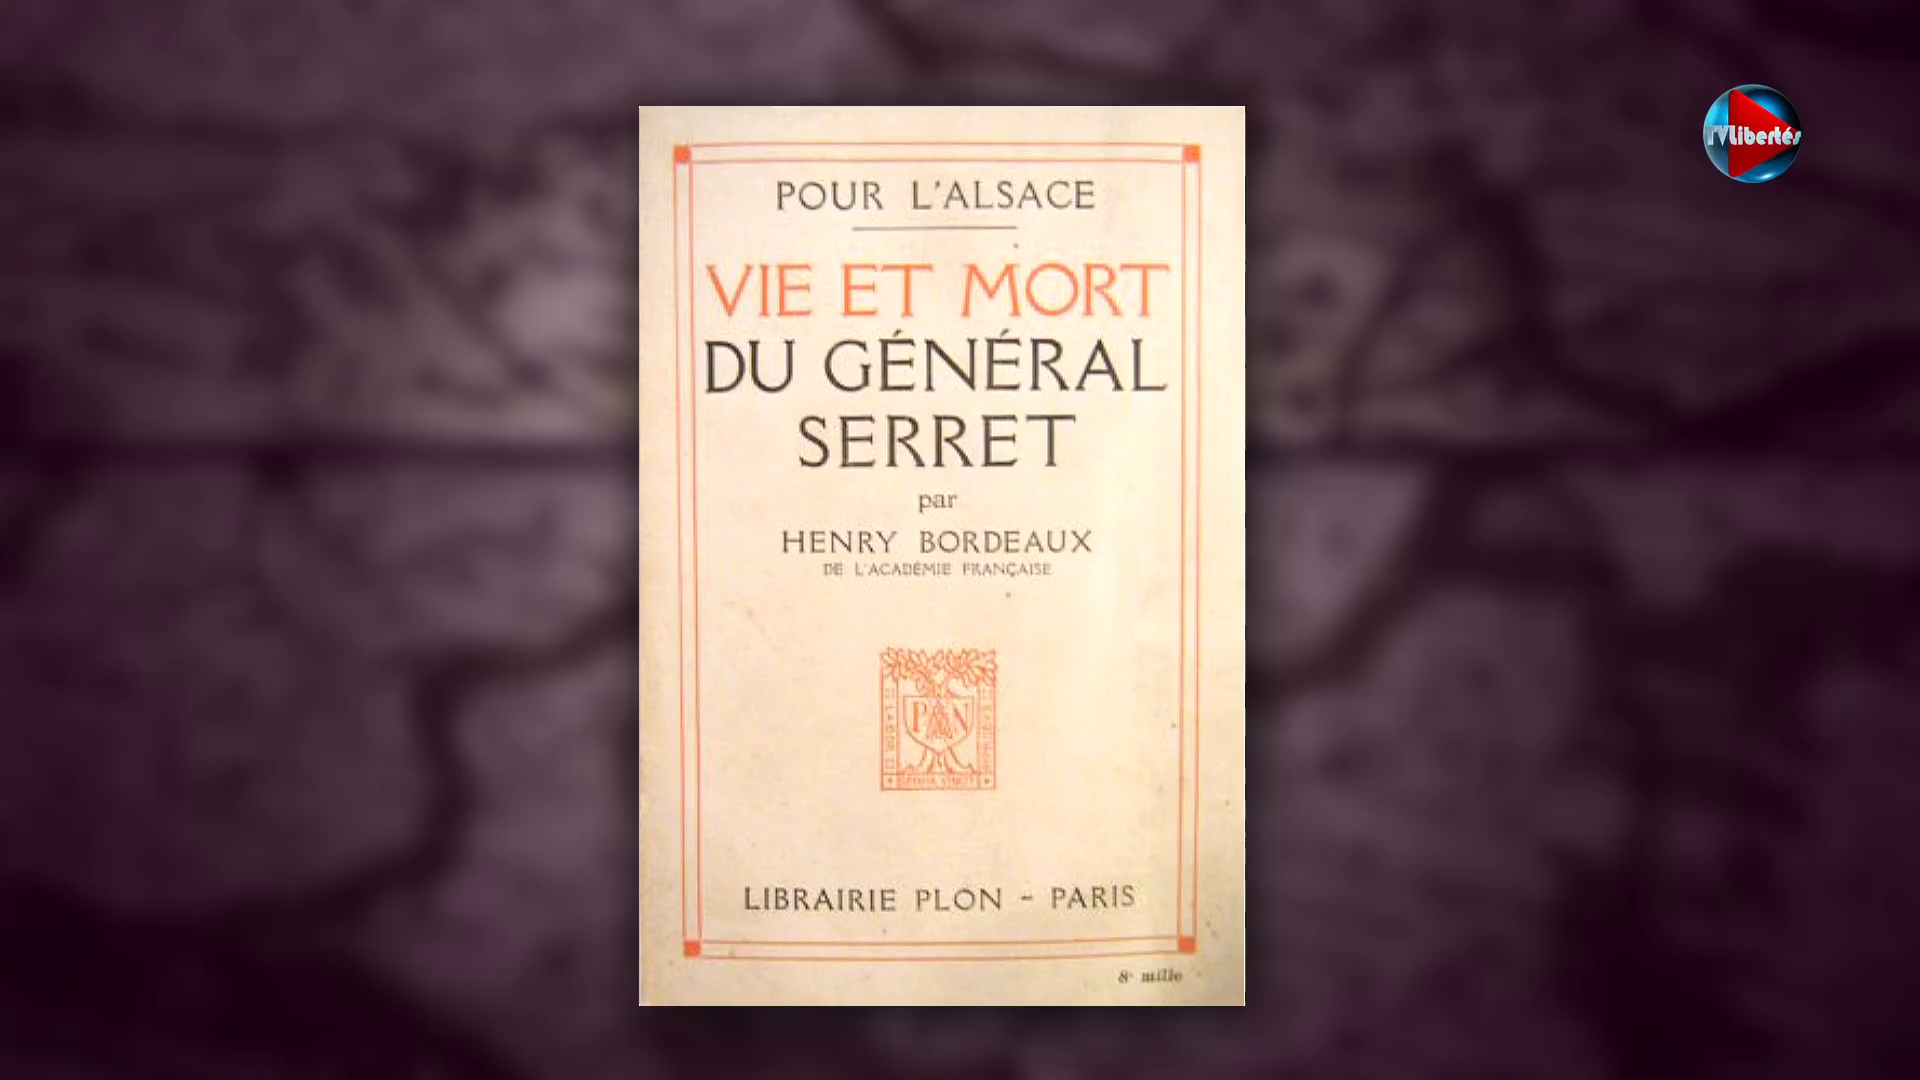 TVLibertés
POUR L'ALSACE
VIE ET MORT
DU GÉNÉRAL
SERRET
par
HENRY BORDEAUX
DE L'ACADÉMIE FRANÇAISE
LIBRAIRIE PLON - PARIS
8e mille